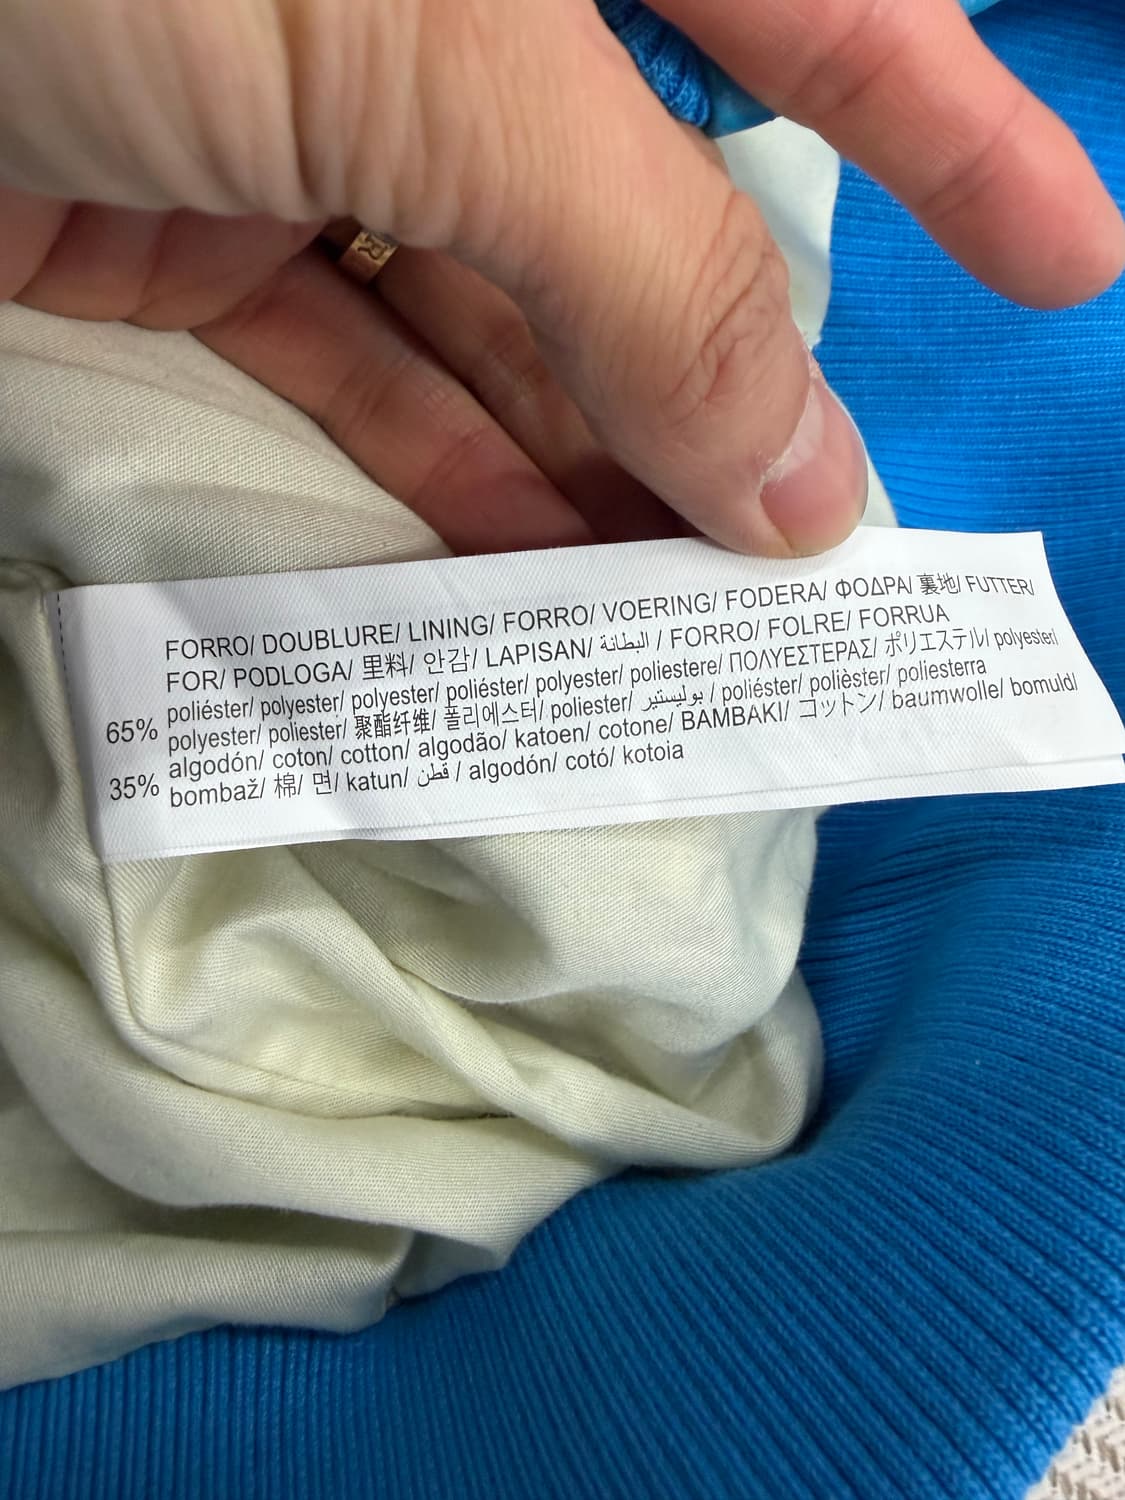 FORRO/ DOUBLURE/ LINING/ FORRO/ VOERING/ FODERA/ ΦΟΔΡΑ/ 裏地/ FUTTER/
FOR/ PODLOGA/ 里料/ 안감/ LAPISAN/ البطانة / FORRO/ FOLRE/ FORRUA
65% poliéster/ polyester/ polyester/ poliéster/ polyester/ poliestere/ ΠΟΛΥΕΣΤΕΡΑΣ/ ポリエステル/ polyester/
polyester/ poliester/ 聚酯纤维/ 폴리에스터/ poliester/ بوليستير / poliéster/ polièster/ poliesterra
35% algodón/ coton/ cotton/ algodão/ katoen/ cotone/ BAMBAKI/ コットン/ baumwolle/ bomuld/
bombaž/ 棉/ 면/ katun/ قطن / algodón/ cotó/ kotoia